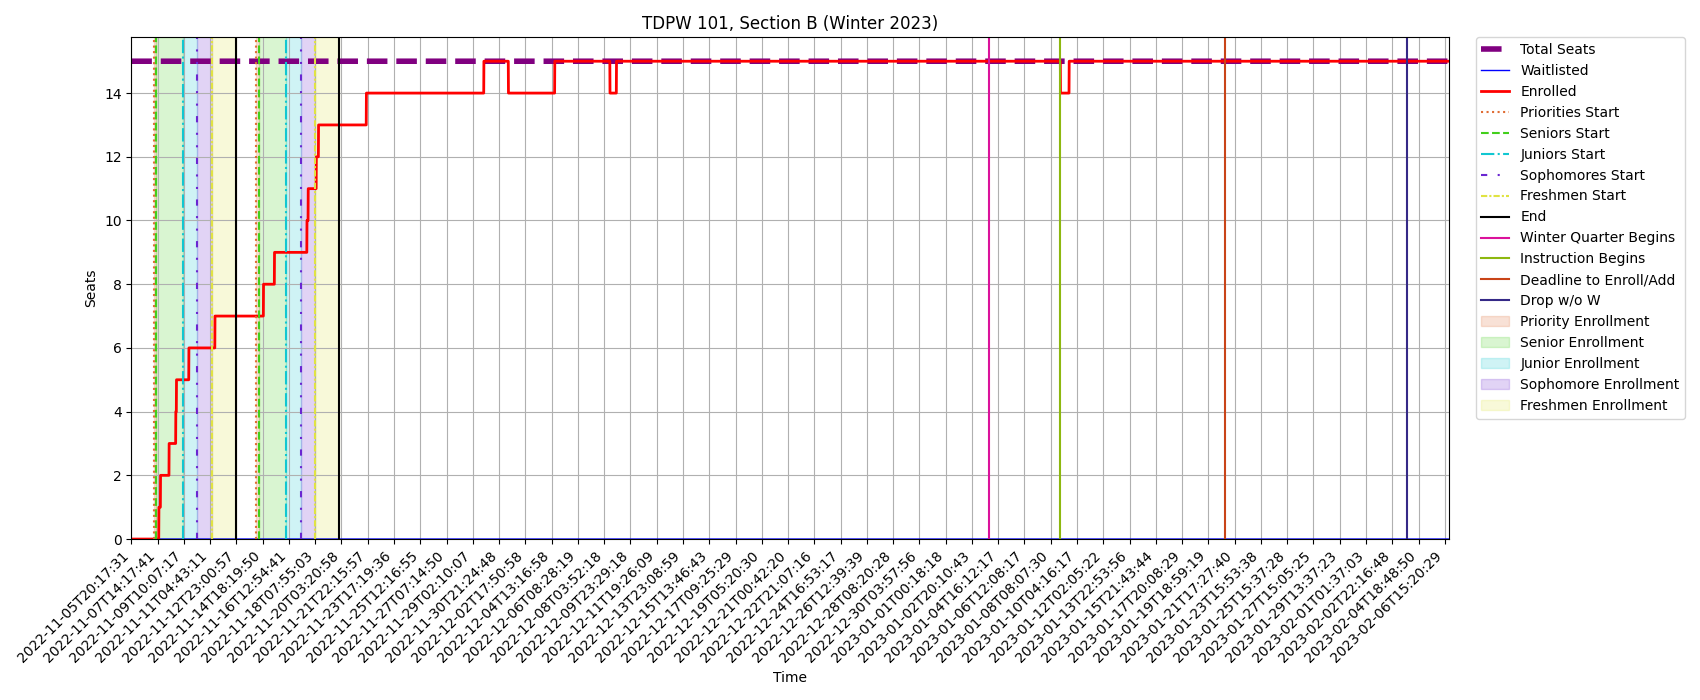 TDPW 101, Section B (Winter 2023)
Seats
14
12
10
8
6
4
2
0
2022-11-05T20:17:31
2022-11-07T14:17:41
2022-11-09T10:07:17
2022-11-11T04:43:11
2022-11-12T23:00:57
2022-11-14T18:19:50
2022-11-16T12:54:41
2022-11-18T07:55:03
2022-11-20T03:20:58
2022-11-21T22:15:57
2022-11-23T17:19:36
2022-11-25T12:16:55
2022-11-27T07:14:50
2022-11-29T02:10:07
2022-11-30T21:24:48
2022-12-02T17:50:58
2022-12-04T13:16:58
2022-12-06T08:28:19
2022-12-08T03:52:18
2022-12-09T23:29:18
2022-12-11T19:26:09
2022-12-13T13:08:59
2022-12-15T13:46:43
2022-12-17T09:25:29
2022-12-19T05:20:30
2022-12-21T00:42:20
2022-12-22T21:07:16
2022-12-24T16:53:17
2022-12-26T12:39:39
2022-12-28T08:20:28
2022-12-30T03:57:56
2023-01-01T00:18:18
2023-01-02T20:10:43
2023-01-04T16:12:17
2023-01-06T12:08:17
2023-01-08T08:07:30
2023-01-10T04:16:17
2023-01-12T02:05:22
2023-01-13T22:53:56
2023-01-15T21:43:44
2023-01-17T20:08:29
2023-01-19T18:59:19
2023-01-21T17:27:40
2023-01-23T15:53:38
2023-01-25T15:37:28
2023-01-27T15:05:25
2023-01-29T13:37:23
2023-02-01T01:37:03
2023-02-02T22:16:48
2023-02-04T18:48:50
2023-02-06T15:20:29
Time
Total Seats
Waitlisted
Enrolled
Priorities Start
Seniors Start
Juniors Start
Sophomores Start
Freshmen Start
End
Winter Quarter Begins
Instruction Begins
Deadline to Enroll/Add
Drop w/o W
Priority Enrollment
Senior Enrollment
Junior Enrollment
Sophomore Enrollment
Freshmen Enrollment